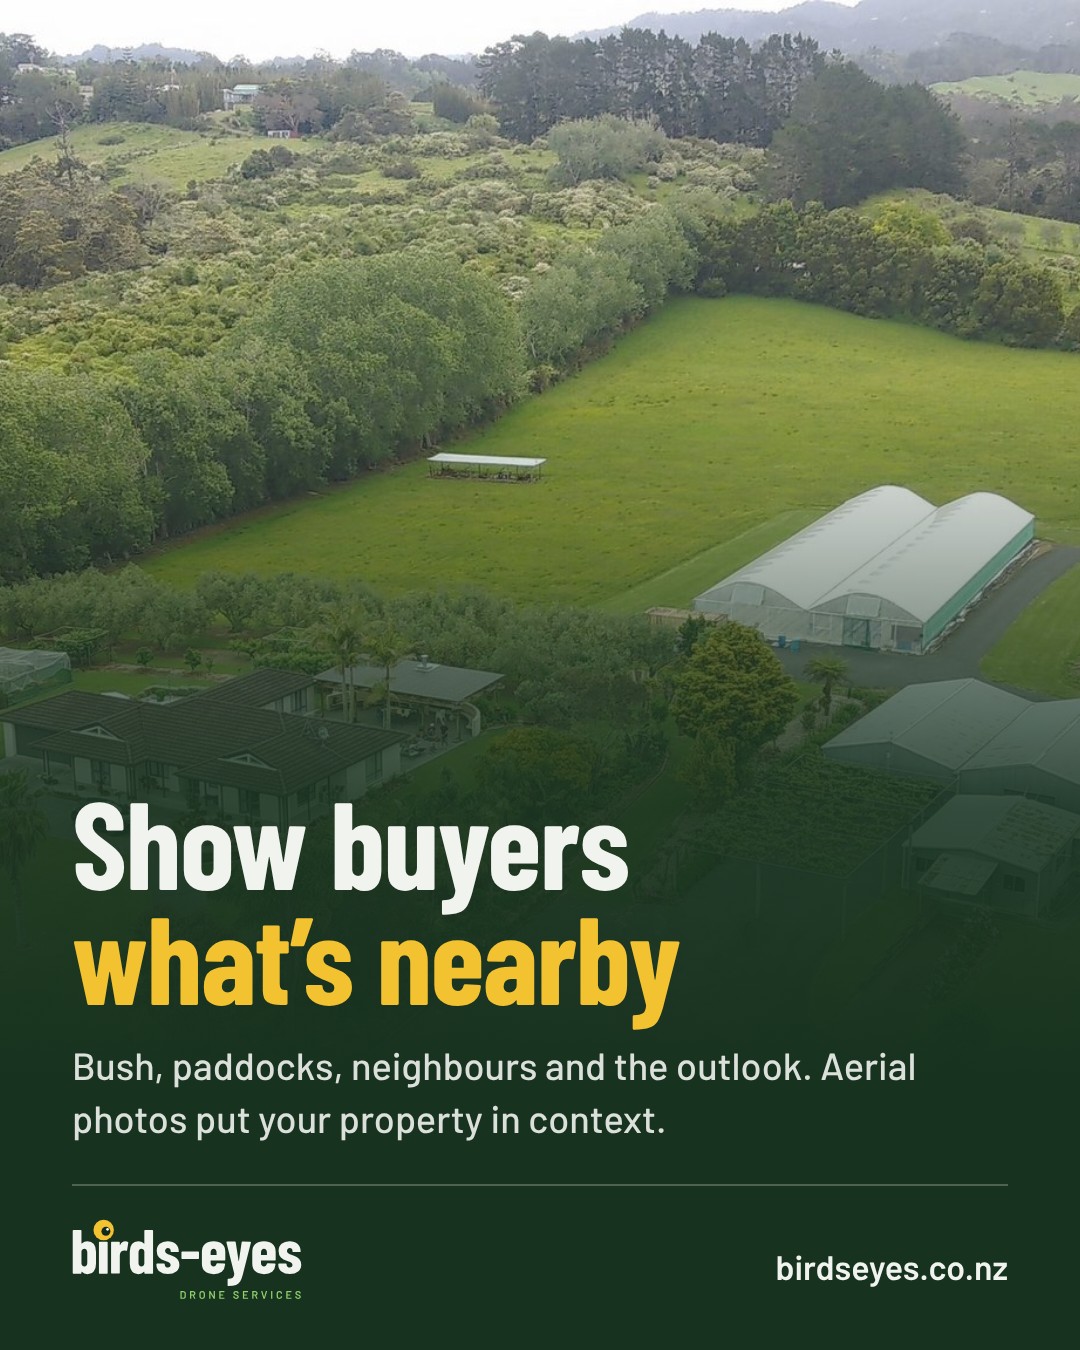 Show buyers
what's nearby
Bush, paddocks, neighbours and the outlook. Aerial
photos put your property in context.
birds-eyes
DRONE SERVICES
birdseyes.co.nz